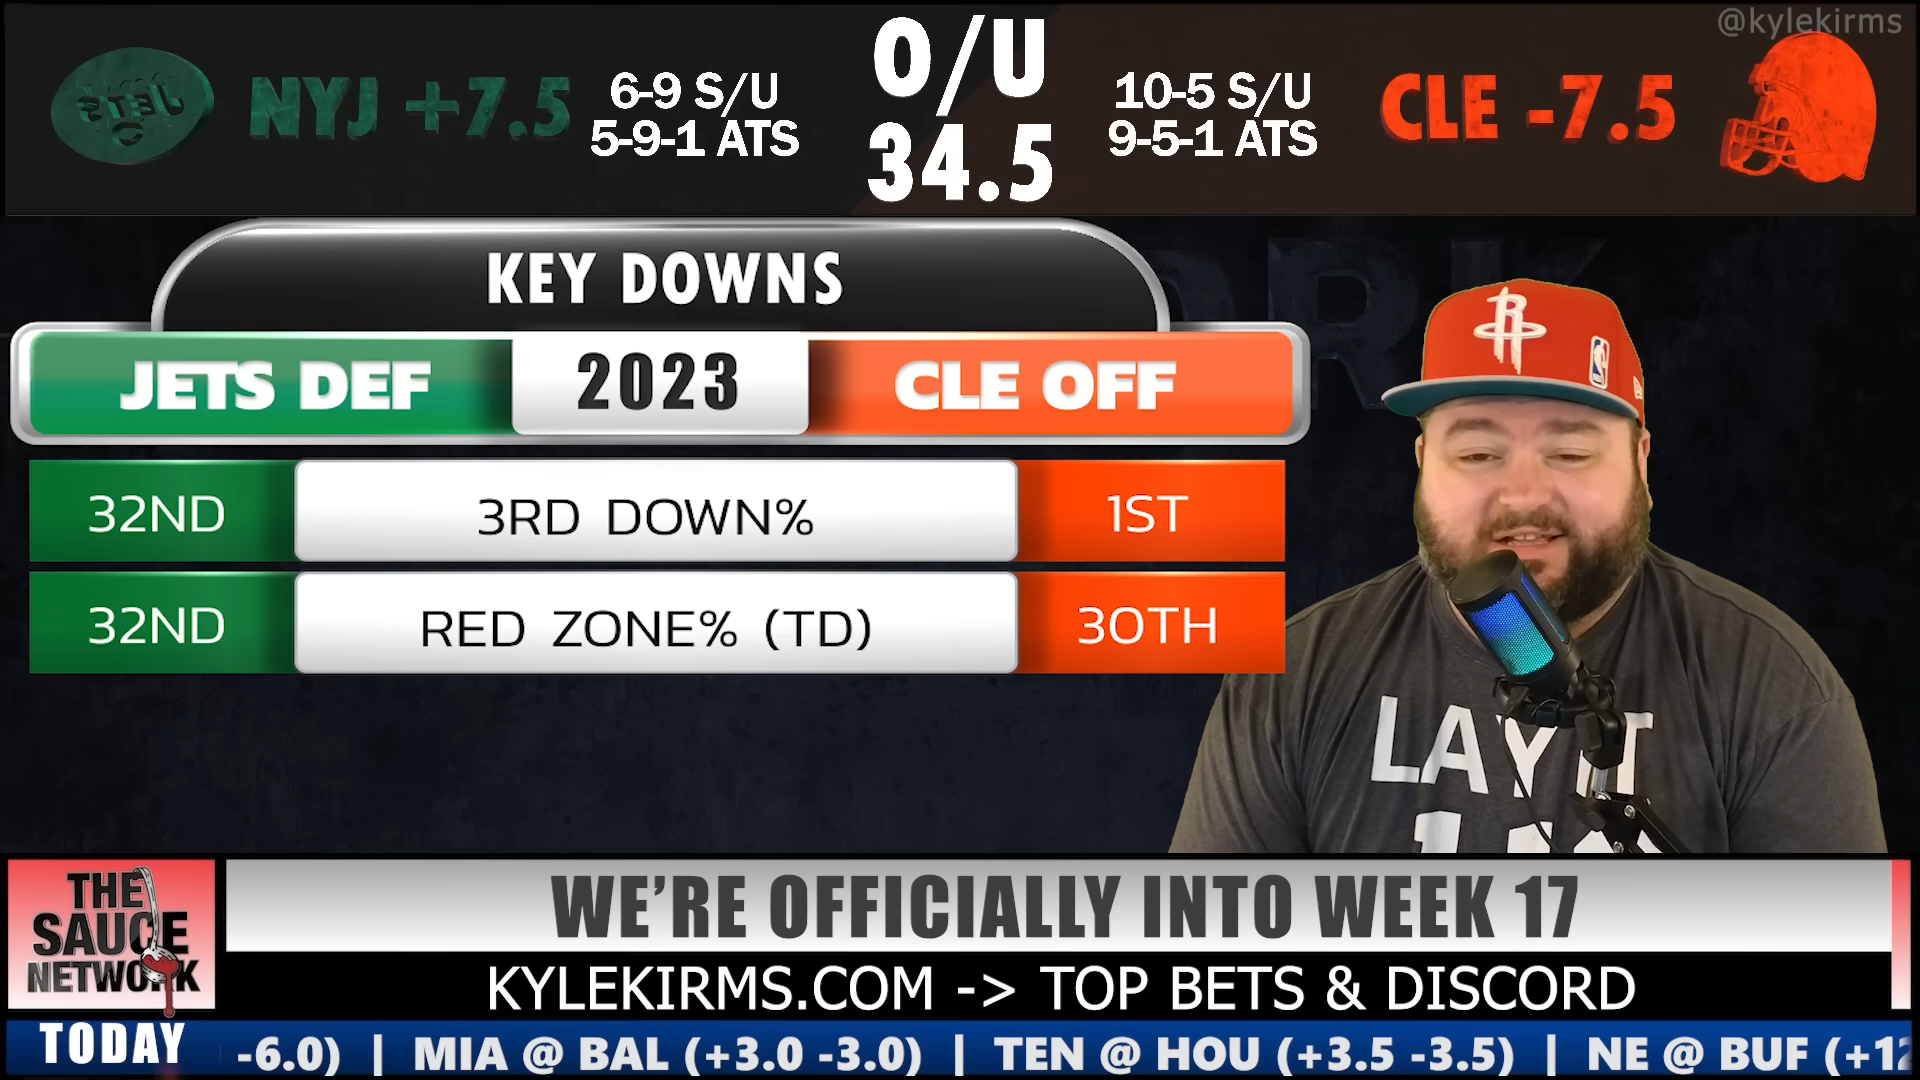 @kylekirms
JETS
NYJ +7.5
6-9 S/U
5-9-1 ATS
O/U
34.5
10-5 S/U
9-5-1 ATS
CLE -7.5
KEY DOWNS
JETS DEF
2023
CLE OFF
32ND
3RD DOWN%
1ST
32ND
RED ZONE% (TD)
30TH
R
LAY IT
THE
SAUCE
NETWORK
WE'RE OFFICIALLY INTO WEEK 17
KYLEKIRMS.COM -> TOP BETS & DISCORD
TODAY
-6.0) | MIA @ BAL (+3.0 -3.0) | TEN @ HOU (+3.5 -3.5) | NE @ BUF (+12